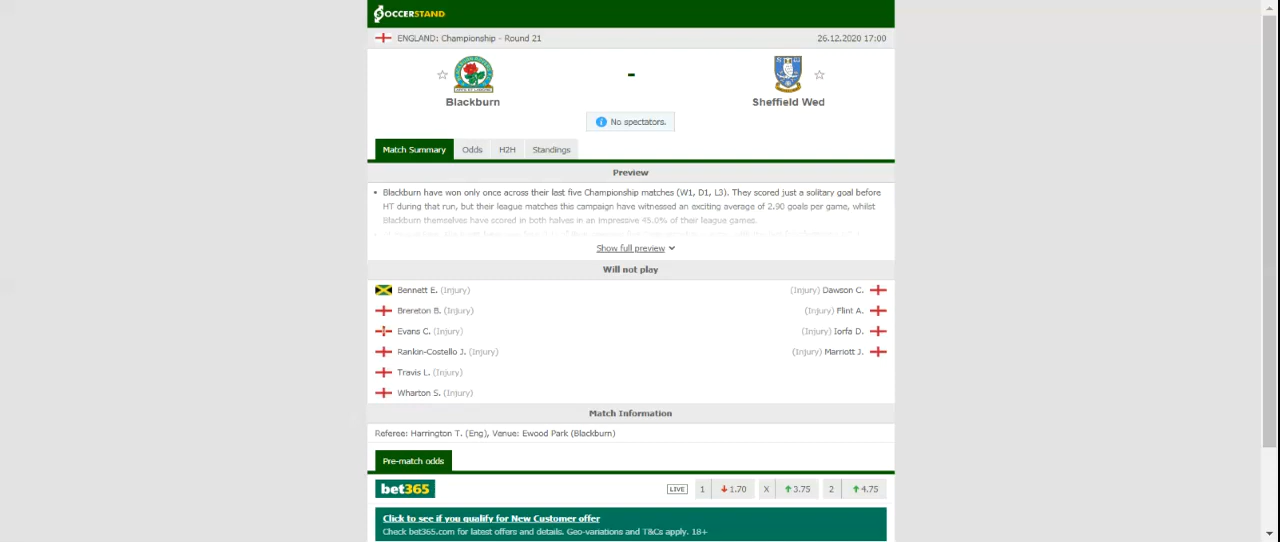 SOCCERSTAND
ENGLAND: Championship - Round 21
26.12.2020 17:00
-
Blackburn
Sheffield Wed
No spectators.
Match Summary
Odds
H2H
Standings
Preview
Blackburn have won only once across their last five Championship matches (W1, D1, L3). They scored just a solitary goal before
HT during that run, but their league matches this campaign have witnessed an exciting average of 2.90 goals per game, whilst
Blackburn themselves have scored in both halves in an impressive 45.0% of their league games.
Show full preview
Will not play
Bennett E. (Injury)
(Injury) Dawson C.
Brereton B. (Injury)
(Injury) Flint A.
Evans C. (Injury)
(Injury) Iorfa D.
Rankin-Costello J. (Injury)
(Injury) Marriott J.
Travis L. (Injury)
Wharton S. (Injury)
Match Information
Referee: Harrington T. (Eng), Venue: Ewood Park (Blackburn)
Pre-match odds
bet365
LIVE
1 1.70
X 3.75
2 4.75
Click to see if you qualify for New Customer offer
Check bet365.com for latest offers and details. Geo-variations and T&Cs apply. 18+